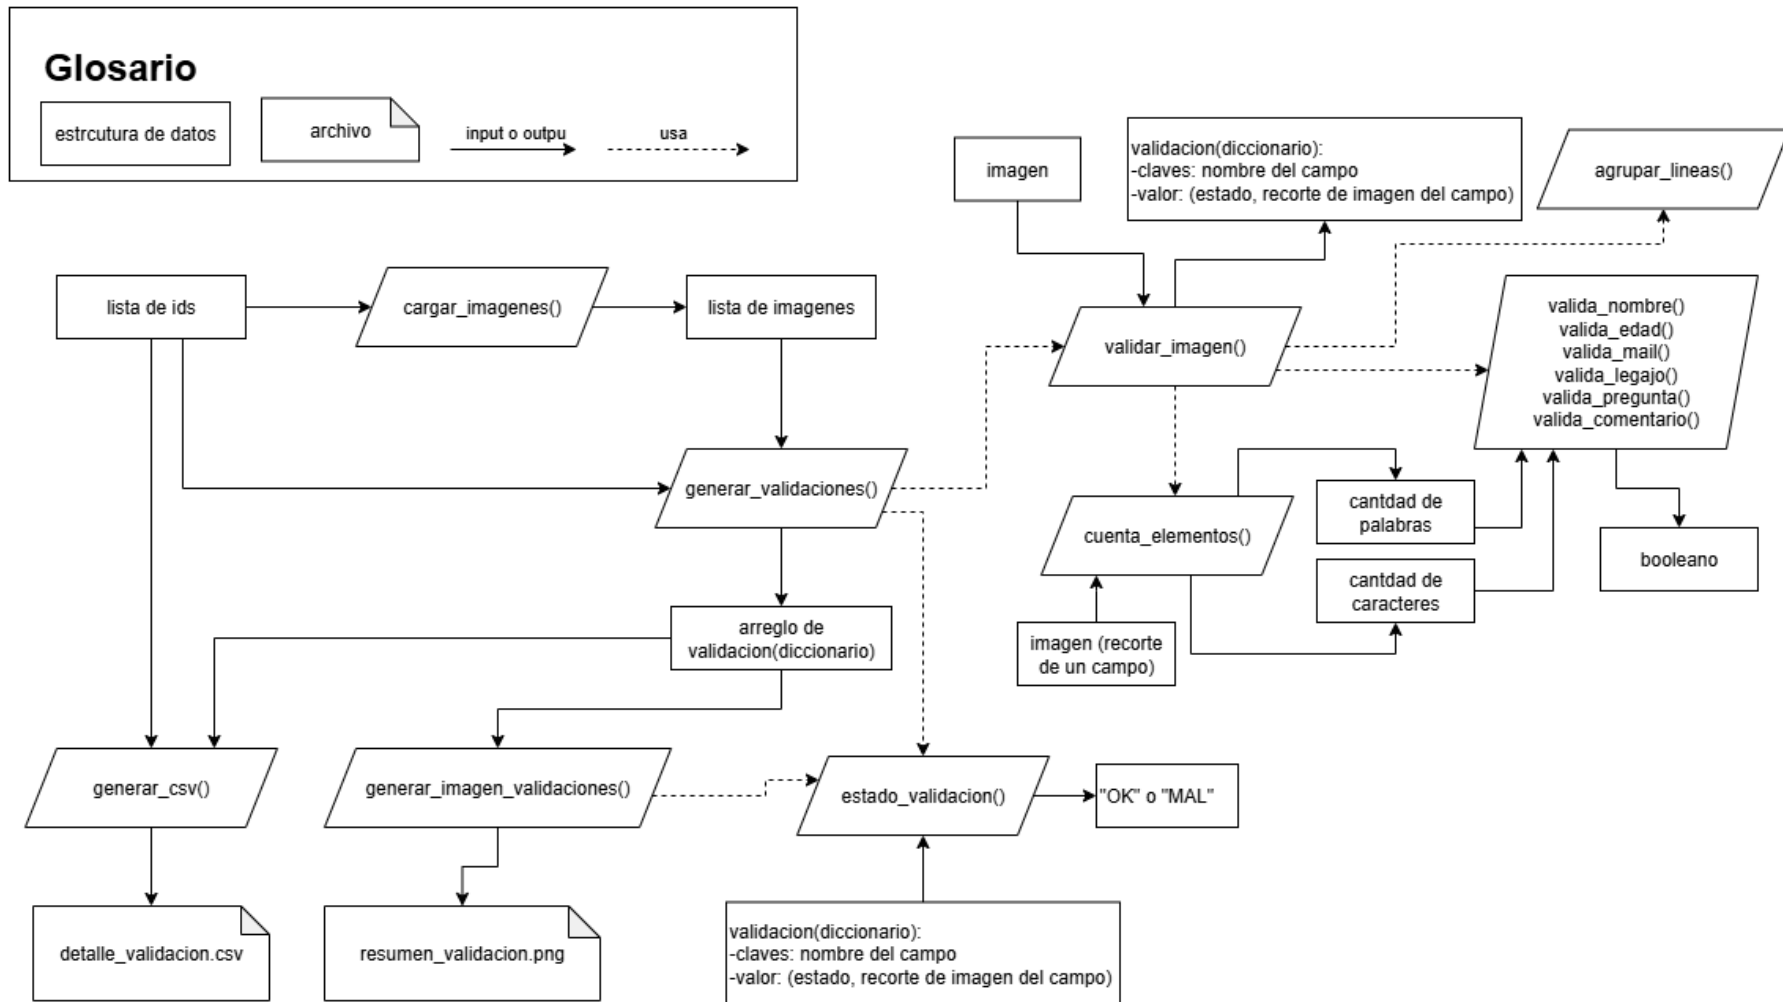 Glosario
estrcutura de datos
archivo
input o outpu
usa
imagen
validacion(diccionario):
-claves: nombre del campo
-valor: (estado, recorte de imagen del campo)
agrupar_lineas()
lista de ids
cargar_imagenes()
lista de imagenes
validar_imagen()
valida_nombre()
valida_edad()
valida_mail()
valida_legajo()
valida_pregunta()
valida_comentario()
generar_validaciones()
cuenta_elementos()
cantdad de
palabras
booleano
cantdad de
caracteres
arreglo de
validacion(diccionario)
imagen (recorte
de un campo)
generar_csv()
generar_imagen_validaciones()
estado_validacion()
"OK" o "MAL"
detalle_validacion.csv
resumen_validacion.png
validacion(diccionario):
-claves: nombre del campo
-valor: (estado, recorte de imagen del campo)